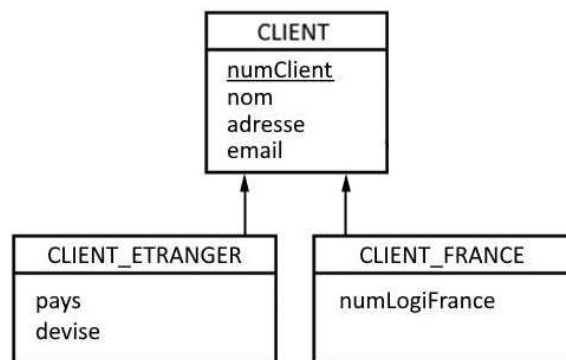 CLIENT
numClient
nom
adresse
email
CLIENT_ETRANGER
pays
devise
CLIENT_FRANCE
numLogiFrance